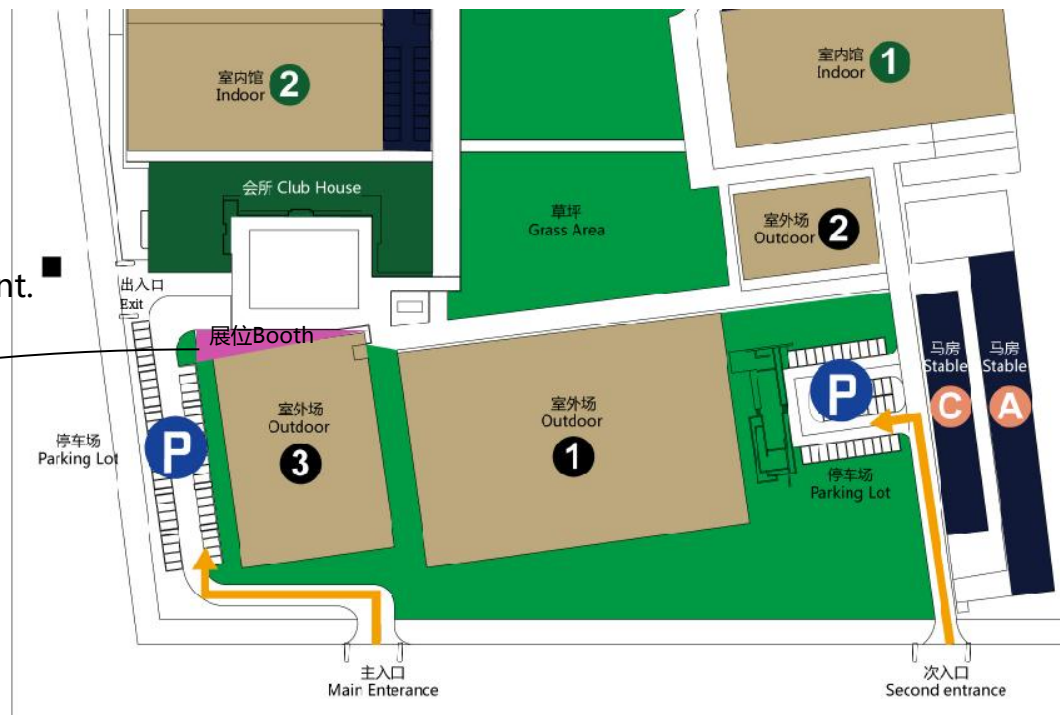 室内馆
Indoor 2
室内馆
Indoor 1
会所 Club House
草坪
Grass Area
室外场
Outdoor 2
nt.
出入口
Exit
展位Booth
马房
Stable
C
马房
Stable
A
P
室外场
Outdoor
3
室外场
Outdoor
1
停车场
Parking Lot
P
停车场
Parking Lot
主入口
Main Enterance
次入口
Second entrance